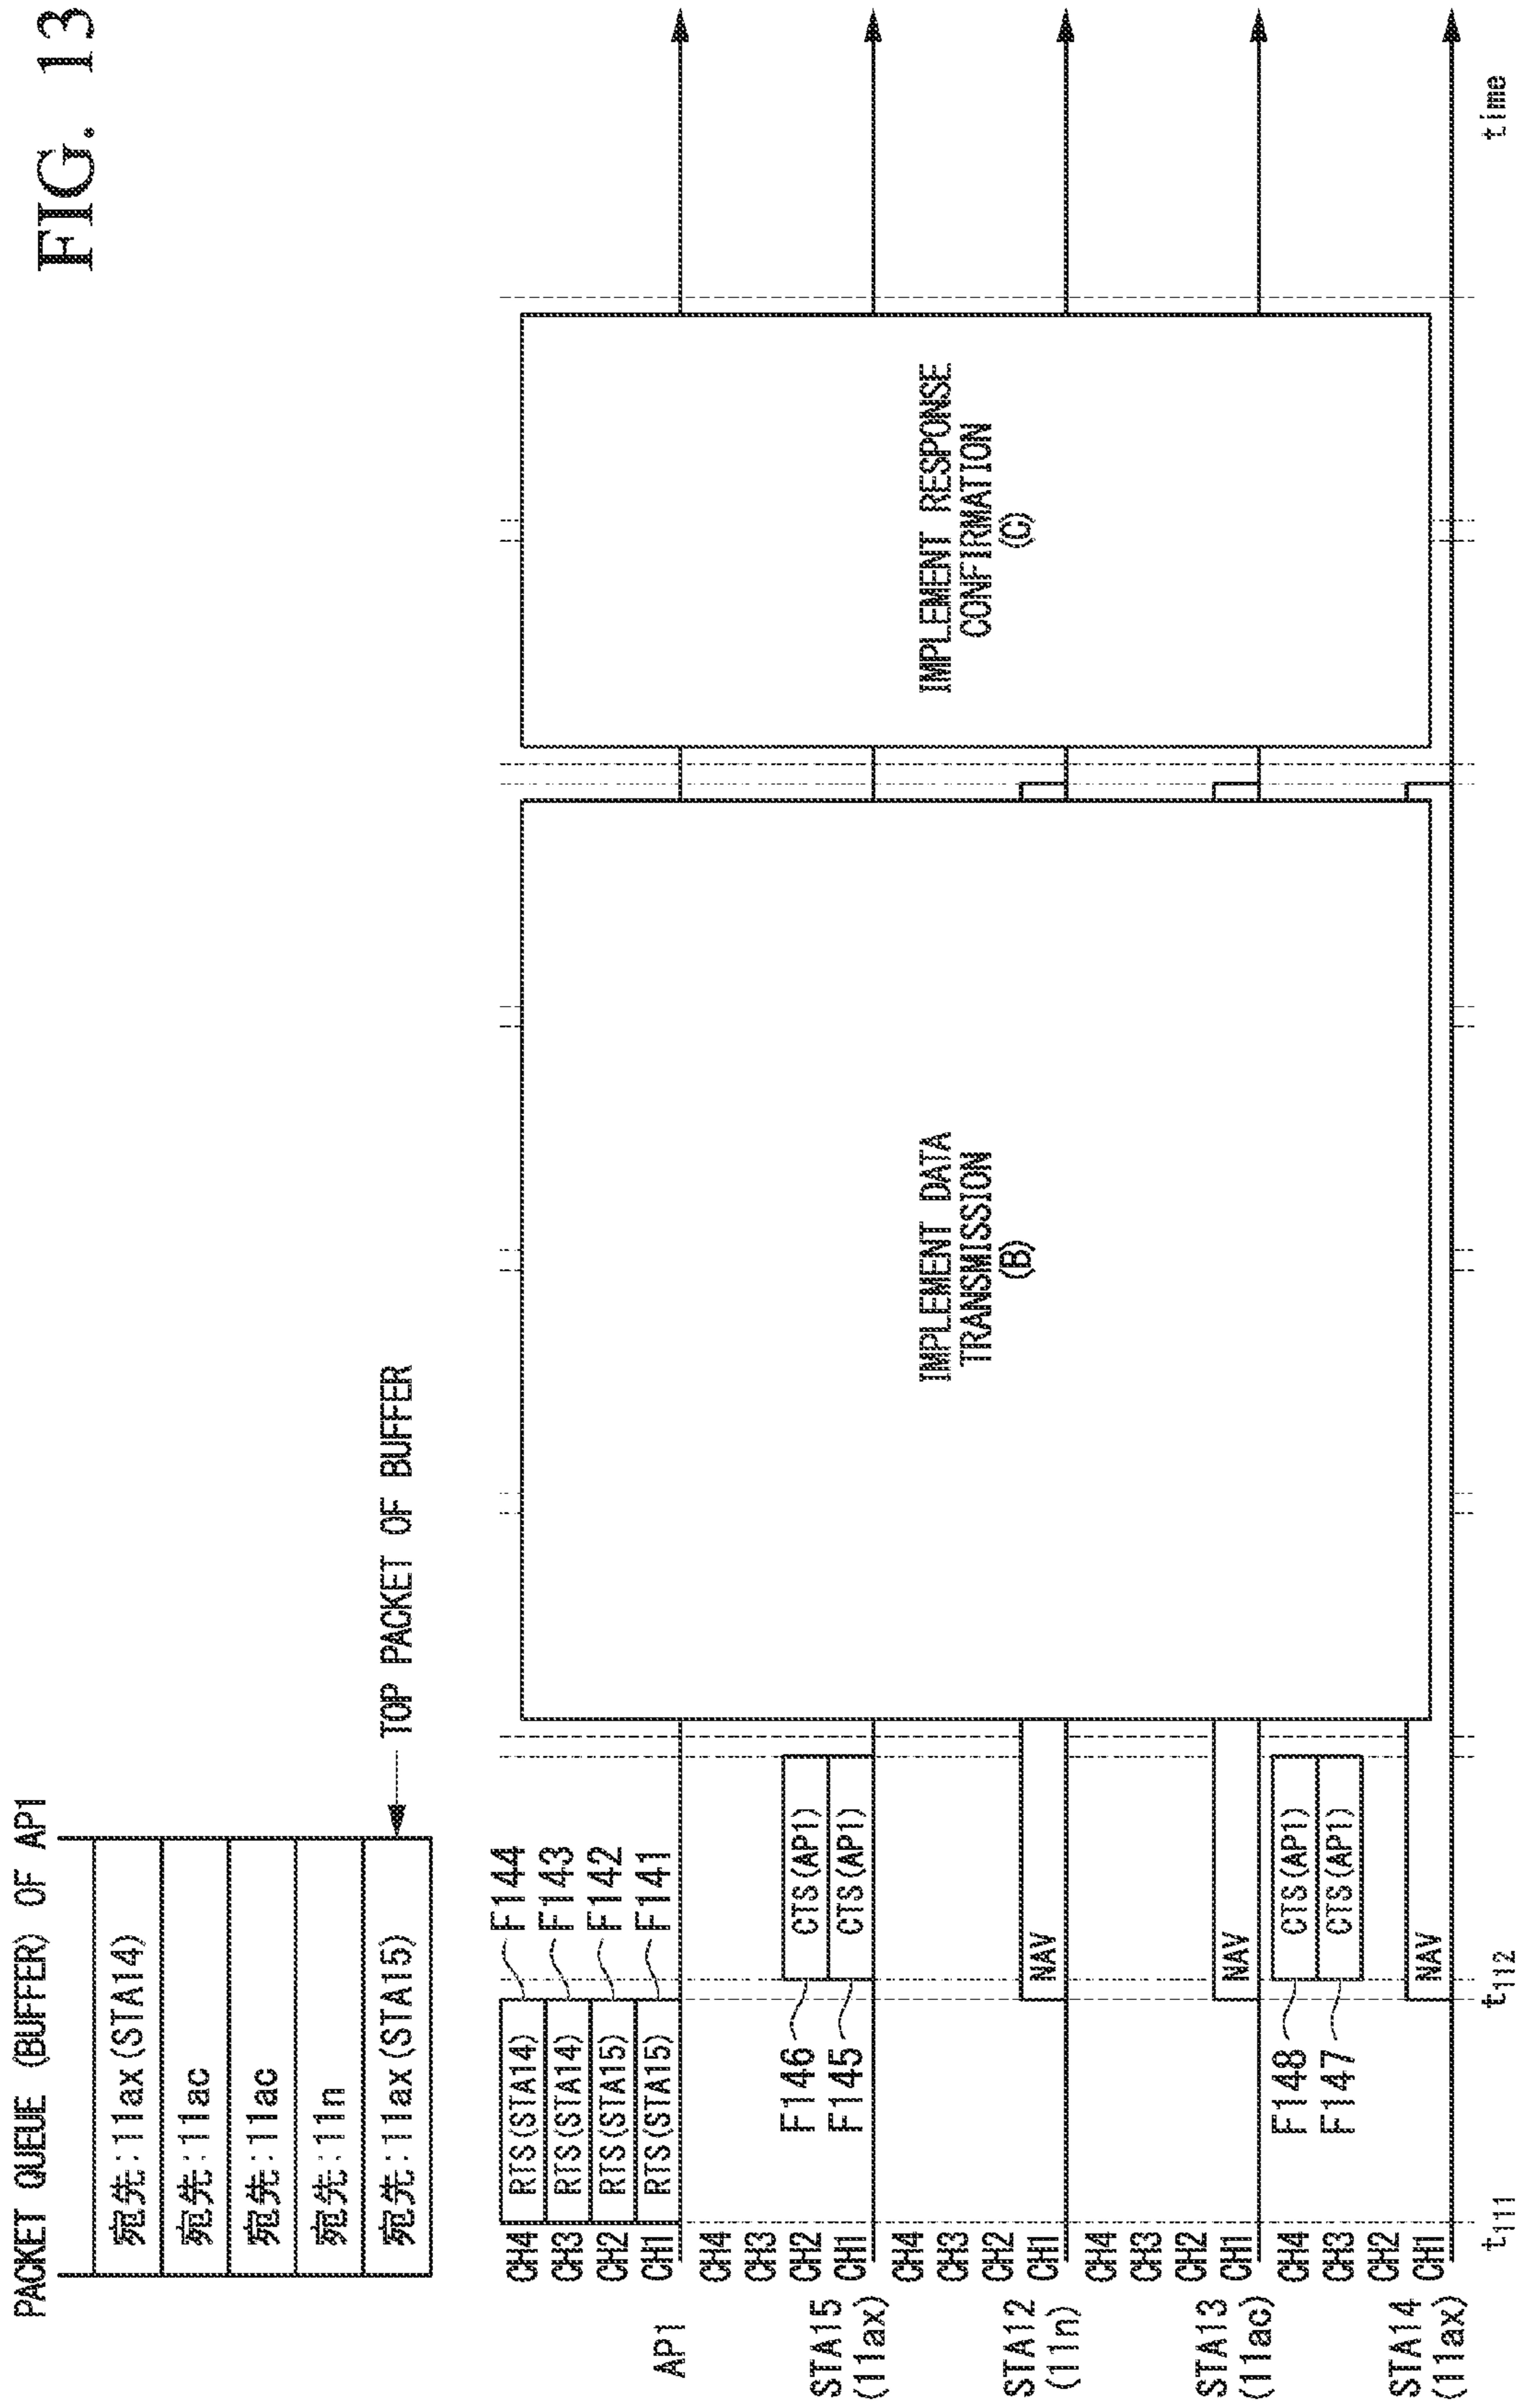 FIG. 13
PACKET QUEUE (BUFFER) OF AP1
宛先:11ax(STA14)
宛先:11ac
宛先:11ac
宛先:11n
宛先:11ax(STA15)
TOP PACKET OF BUFFER
F144
F143
F142
F141
AP1
CH4
CH3
CH2
CH1
RTS(STA14)
RTS(STA14)
RTS(STA15)
RTS(STA15)
STA15
(11ax)
CH4
CH3
CH2
CH1
F146
F145
CTS(AP1)
CTS(AP1)
STA12
(11n)
CH4
CH3
CH2
CH1
NAV
STA13
(11ac)
CH4
CH3
CH2
CH1
NAV
STA14
(11ax)
CH4
CH3
CH2
CH1
F148
F147
CTS(AP1)
CTS(AP1)
NAV
IMPLEMENT DATA
TRANSMISSION
(B)
IMPLEMENT RESPONSE
CONFIRMATION
(C)
t111
t112
time